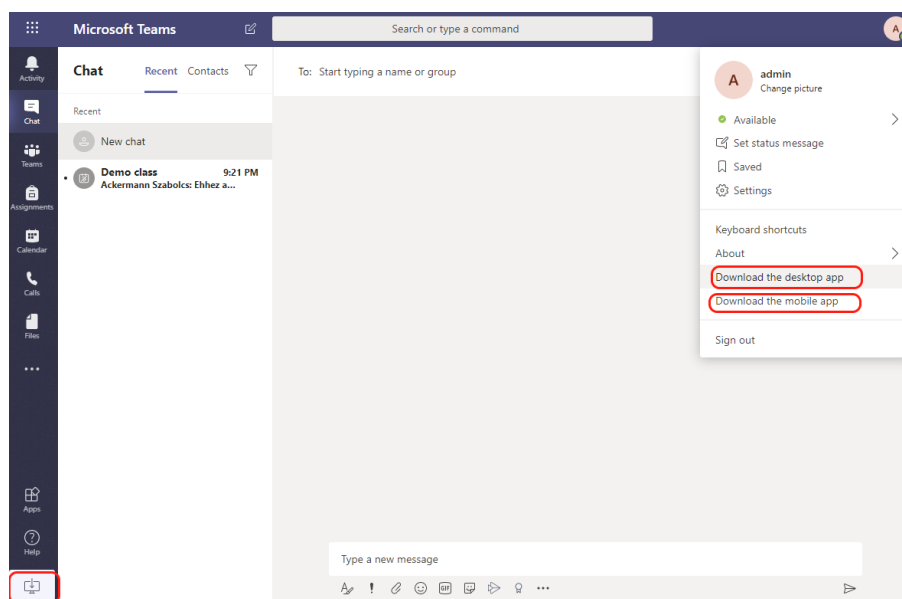 Microsoft Teams
Search or type a command
A
Activity
Chat
Teams
Assignments
Calendar
Calls
Files
Apps
Help
Chat
Recent
Contacts
Recent
New chat
Demo class
9:21 PM
Ackermann Szabolcs: Ehhez a...
To: Start typing a name or group
A
admin
Change picture
Available
Set status message
Saved
Settings
Keyboard shortcuts
About
Download the desktop app
Download the mobile app
Sign out
Type a new message
GIF